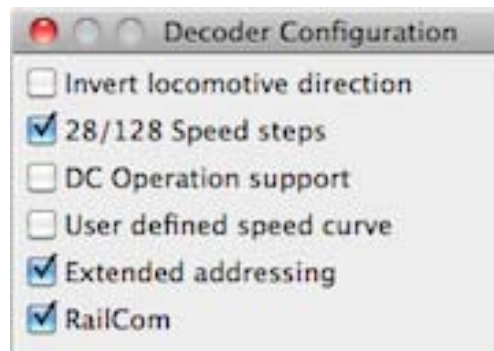 Decoder Configuration
Invert locomotive direction
28/128 Speed steps
DC Operation support
User defined speed curve
Extended addressing
RailCom